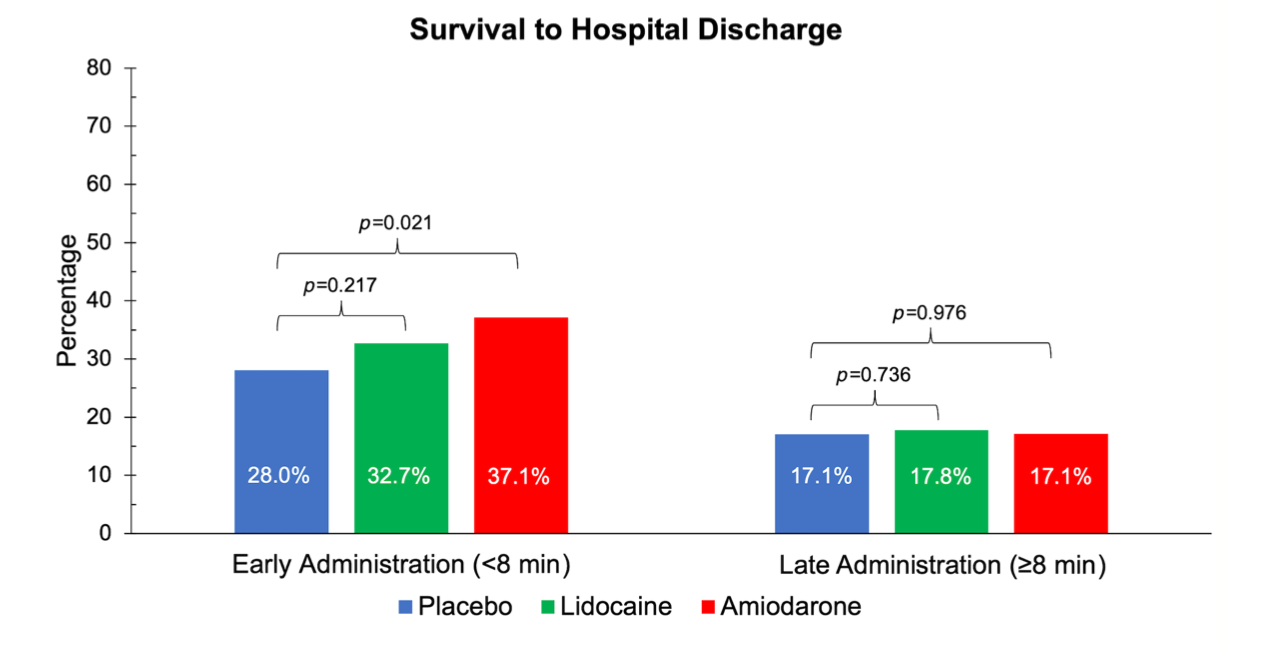 Survival to Hospital Discharge
80
70
60
50
40
30
20
10
0
Percentage
p=0.021
p=0.217
28.0% 32.7% 37.1%
p=0.976
p=0.736
17.1% 17.8% 17.1%
Early Administration (<8 min) Late Administration (≥8 min)
Placebo Lidocaine Amiodarone